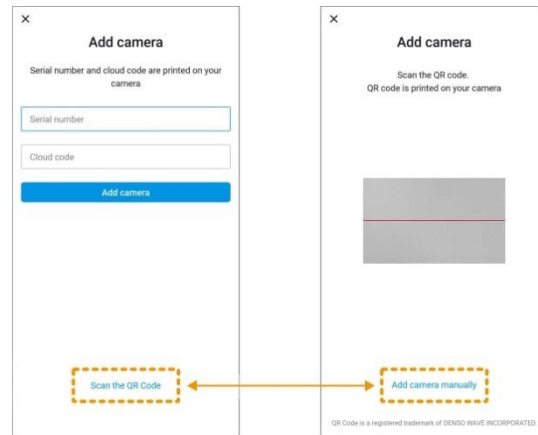 ×
Add camera
Serial number and cloud code are printed on your
camera
Serial number
Cloud code
Add camera
Scan the QR Code
×
Add camera
Scan the QR code.
QR code is printed on your camera
Add camera manually
QR Code is a registered trademark of DENSO WAVE INCORPORATED.